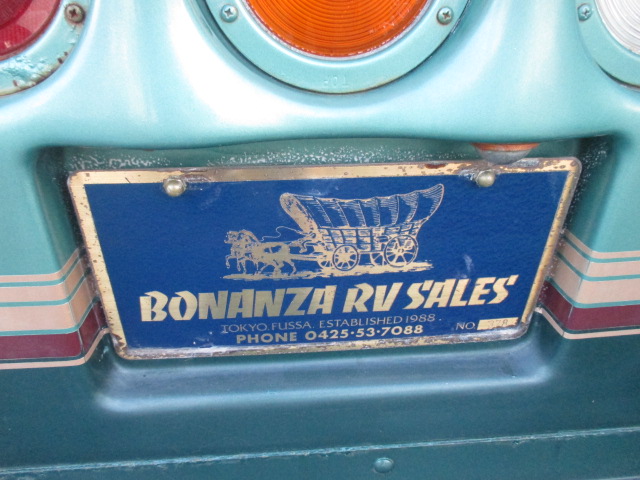 BONANZA RV SALES
TOKYO. FUSSA. ESTABLISHED 1988.
PHONE 0425·53·7088
NO.